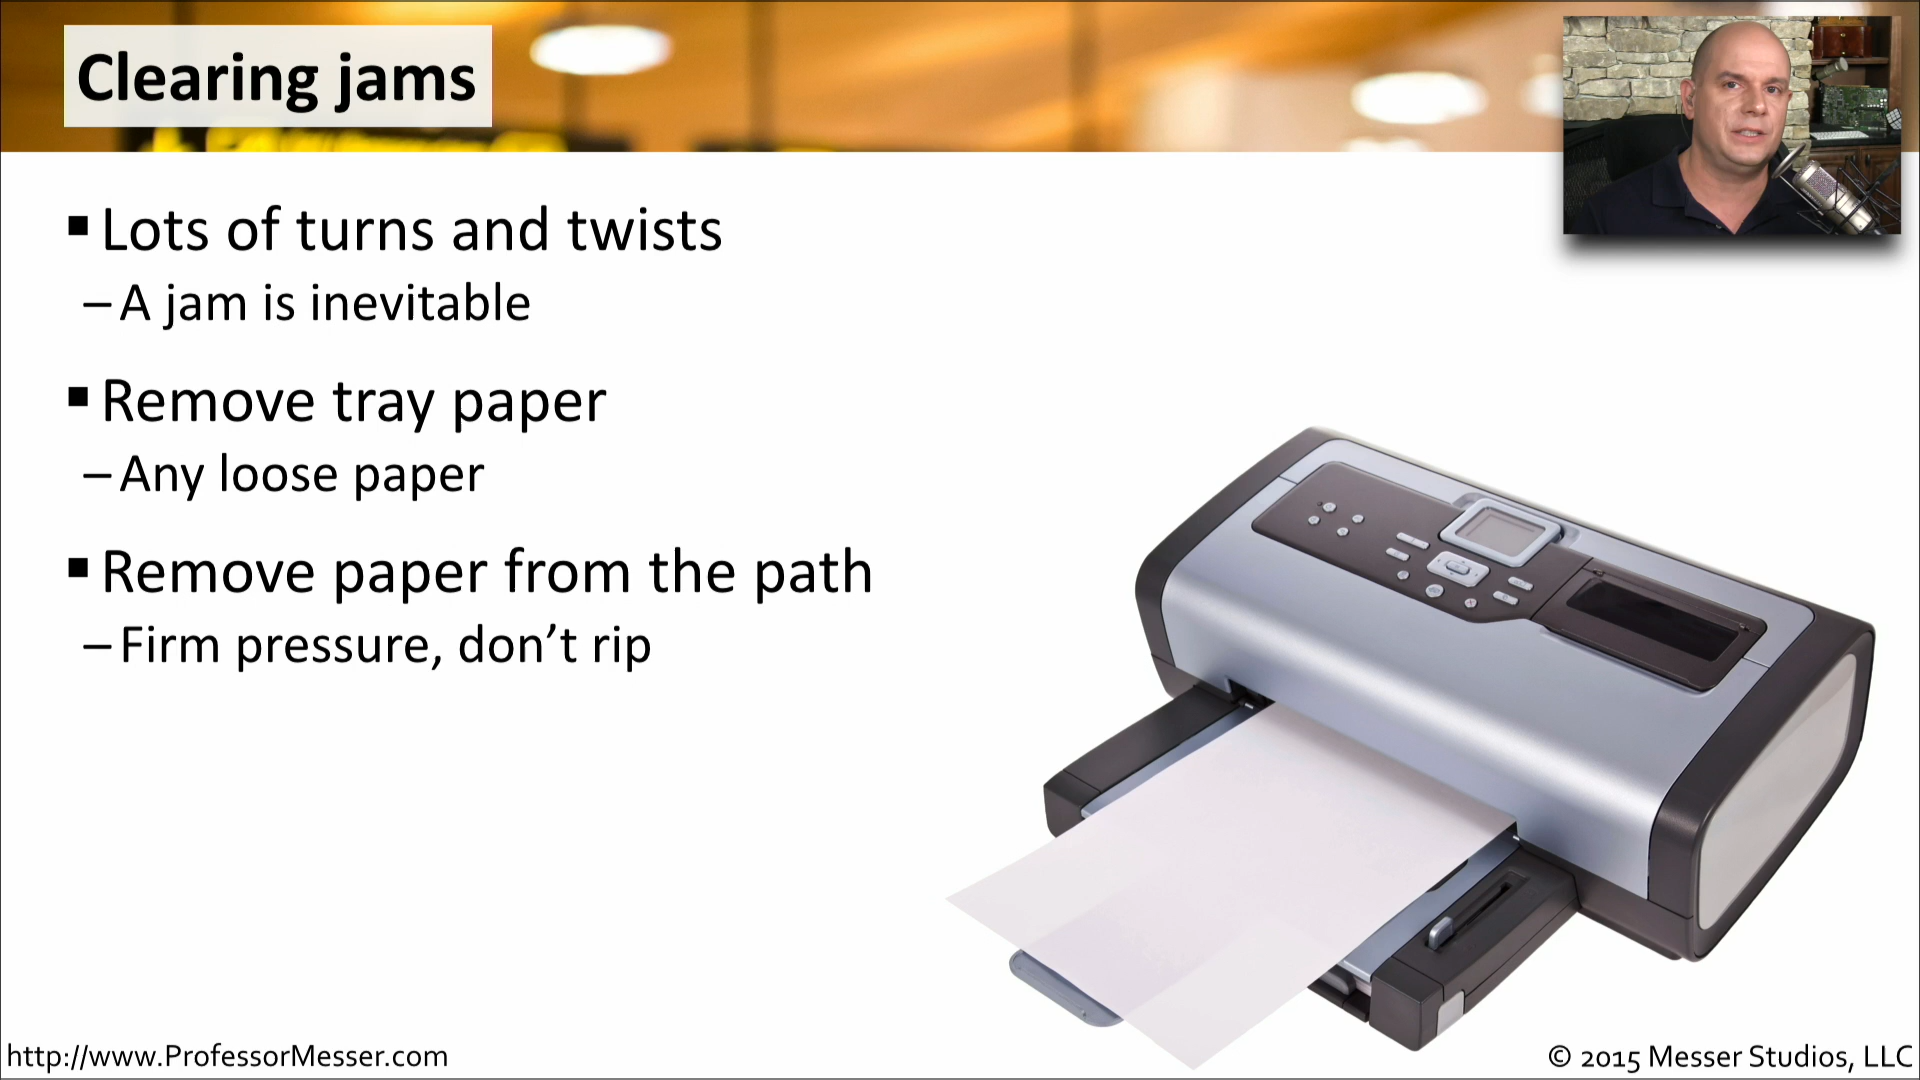 Clearing jams
▪ Lots of turns and twists
– A jam is inevitable
▪ Remove tray paper
– Any loose paper
▪ Remove paper from the path
– Firm pressure, don’t rip
http://www.ProfessorMesser.com
© 2015 Messer Studios, LLC